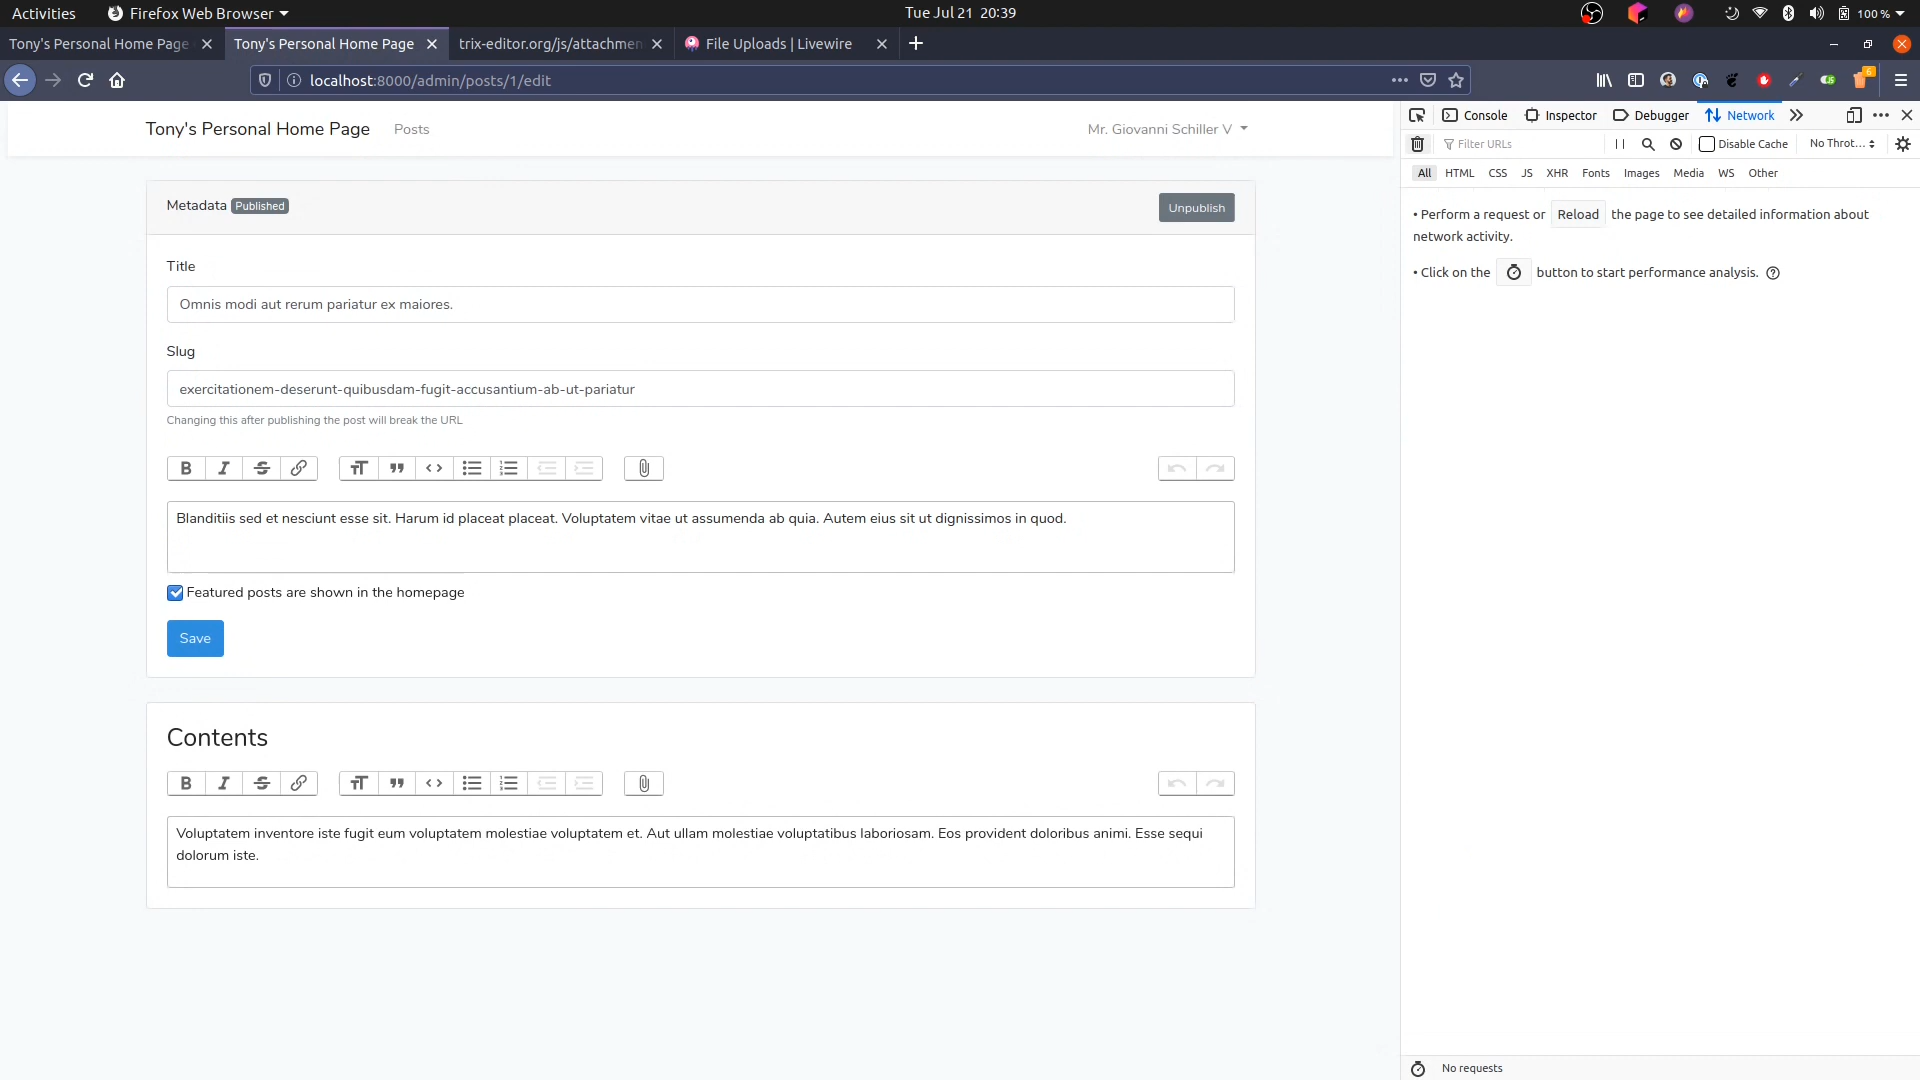 Activities
Firefox Web Browser
Tue Jul 21 20:39
100 %
Tony's Personal Home Page
Tony's Personal Home Page
trix-editor.org/js/attachmen
File Uploads | Livewire
localhost:8000/admin/posts/1/edit
6
Tony's Personal Home Page
Posts
Mr. Giovanni Schiller V
Metadata Published
Unpublish
Title
Omnis modi aut rerum pariatur ex maiores.
Slug
exercitationem-deserunt-quibusdam-fugit-accusantium-ab-ut-pariatur
Changing this after publishing the post will break the URL
Blanditiis sed et nesciunt esse sit. Harum id placeat placeat. Voluptatem vitae ut assumenda ab quia. Autem eius sit ut dignissimos in quod.
Featured posts are shown in the homepage
Save
Contents
Voluptatem inventore iste fugit eum voluptatem molestiae voluptatem et. Aut ullam molestiae voluptatibus laboriosam. Eos provident doloribus animi. Esse sequi
dolorum iste.
Console
Inspector
Debugger
Network
Filter URLs
Disable Cache
No Throt...
All HTML CSS JS XHR Fonts Images Media WS Other
• Perform a request or Reload the page to see detailed information about
network activity.
• Click on the button to start performance analysis.
No requests